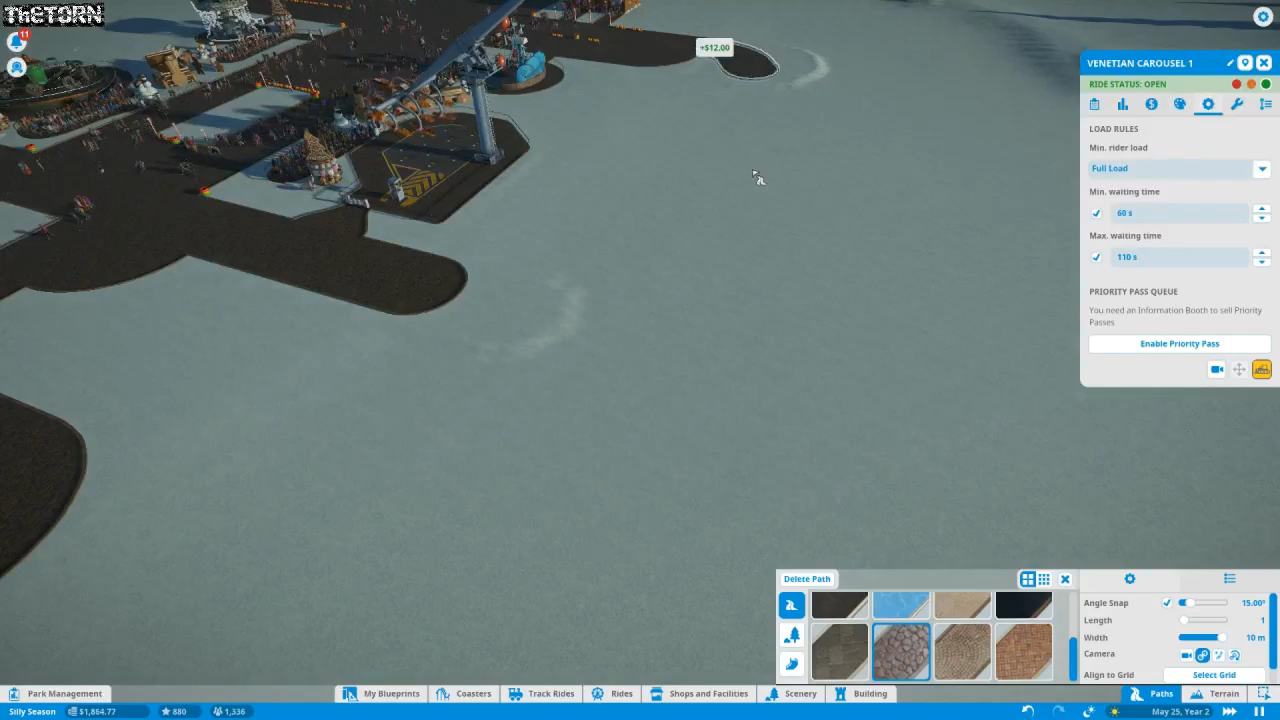 THETORN
11
+$12.00
VENETIAN CAROUSEL 1
RIDE STATUS: OPEN
LOAD RULES
Min. rider load
Full Load
Min. waiting time
60 s
Max. waiting time
110 s
PRIORITY PASS QUEUE
You need an Information Booth to sell Priority
Passes
Enable Priority Pass
Delete Path
Angle Snap
15.00°
Length
1
Width
10 m
Camera
Align to Grid
Select Grid
Park Management
My Blueprints
Coasters
Track Rides
Rides
Shops and Facilities
Scenery
Building
Paths
Terrain
Silly Season
$1,864.77
880
1,336
May 25, Year 2